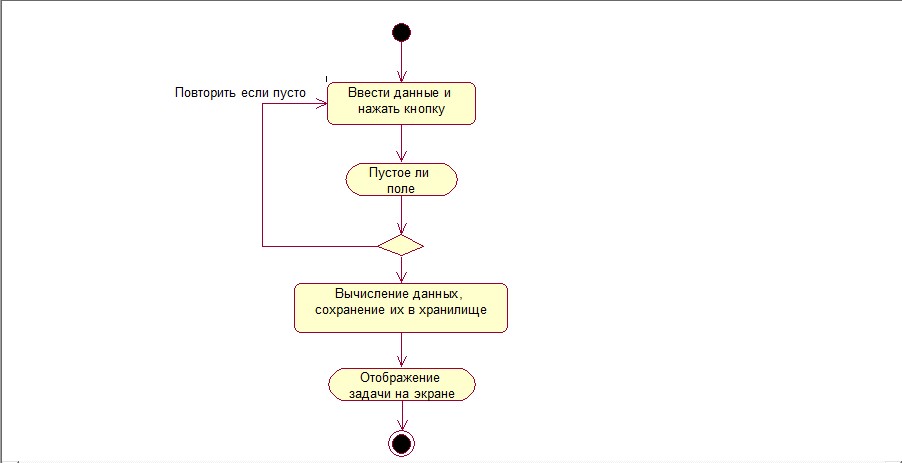 Повторить если пусто
Ввести данные и
нажать кнопку
Пустое ли
поле
Вычисление данных,
сохранение их в хранилище
Отображение
задачи на экране